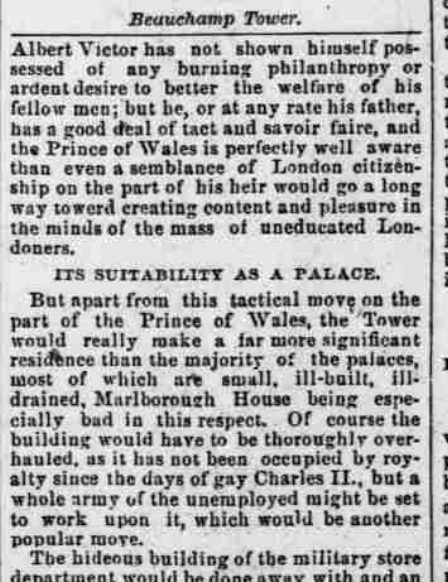 Beauchamp Tower.
Albert Victor has not shown himself pos-
sessed of any burning philanthropy or
ardent desire to better the welfare of his
fellow men; but he, or at any rate his father,
has a good deal of tact and savoir faire, and
the Prince of Wales is perfectly well aware
than even a semblance of London citizen-
ship on the part of his heir would go a long
way towerd creating content and pleasure in
the minds of the mass of uneducated Lon-
doners.
ITS SUITABILITY AS A PALACE.
But apart from this tactical move on the
part of the Prince of Wales, the Tower
would really make a far more significant
residence than the majority of the palaces,
most of which are small, ill-built, ill-
drained, Marlborough House being espe-
cially bad in this respect. Of course the
building would have to be thoroughly over-
hauled, as it has not been occupied by roy-
alty since the days of gay Charles II., but a
whole army of the unemployed might be set
to work upon it, which would be another
popular move.
The hideous building of the military store
department would be done away with and an